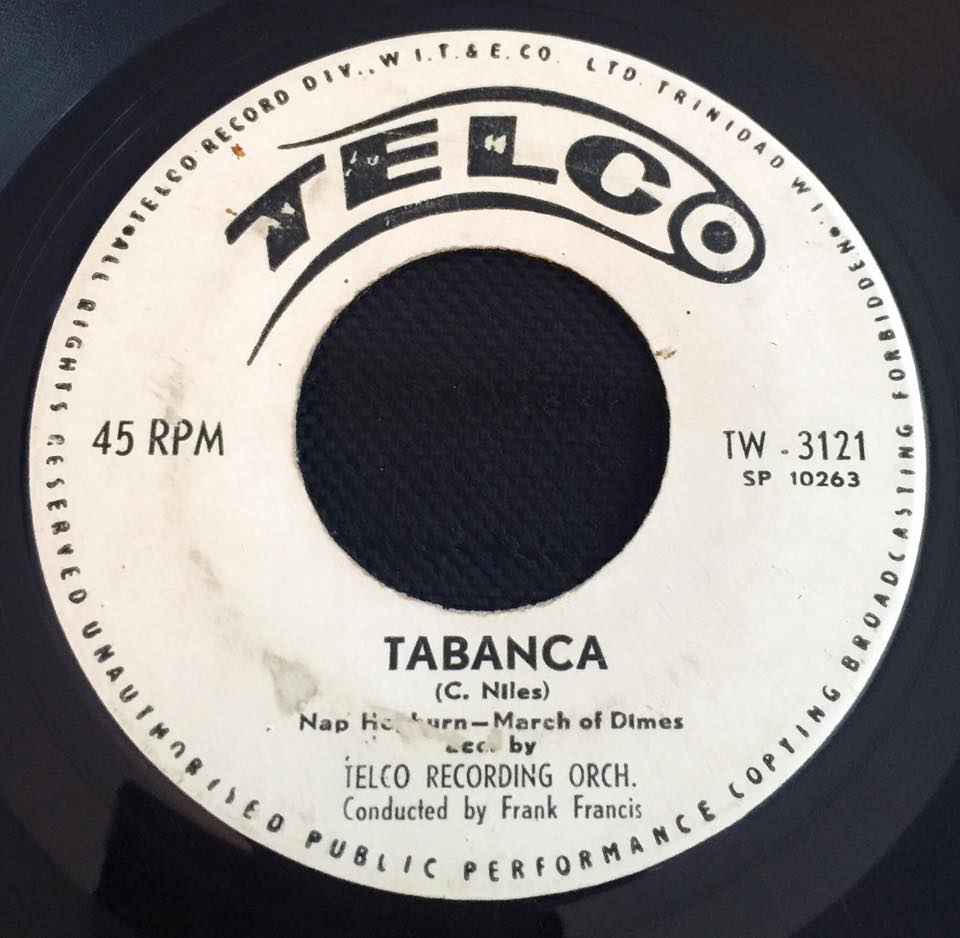 TELCO RECORD DIV., W I.T. & E. CO. LTD. TRINIDAD W I.
TELCO
45 RPM
TW - 3121
SP 10263
TABANCA
(C. Niles)
Nap – March of Dimes
by
TELCO RECORDING ORCH.
Conducted by Frank Francis
ALL RIGHTS RESERVED UNAUTHORISED PUBLIC PERFORMANCE COPYING BROADCASTING FORBIDDEN